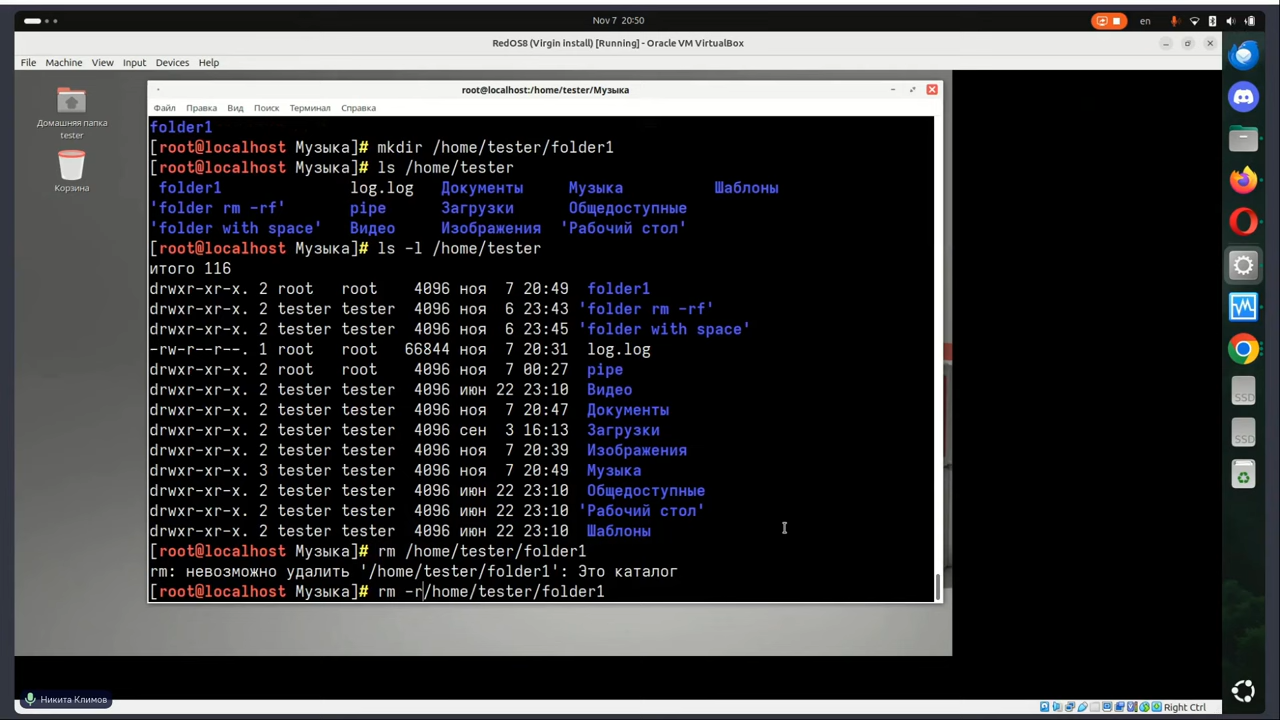 Nov 7 20:50
en
RedOS8 (Virgin install) [Running] - Oracle VM VirtualBox
File Machine View Input Devices Help
root@localhost:/home/tester/Музыка
Файл Правка Вид Поиск Терминал Справка
Домашняя папка
tester
Корзина
folder1
[root@localhost Музыка]# mkdir /home/tester/folder1
[root@localhost Музыка]# ls /home/tester
folder1 log.log Документы Музыка Шаблоны
'folder rm -rf' pipe Загрузки Общедоступные
'folder with space' Видео Изображения 'Рабочий стол'
[root@localhost Музыка]# ls -l /home/tester
итого 116
drwxr-xr-x. 2 root root 4096 ноя 7 20:49 folder1
drwxr-xr-x. 2 tester tester 4096 ноя 6 23:43 'folder rm -rf'
drwxr-xr-x. 2 tester tester 4096 ноя 6 23:45 'folder with space'
-rw-r--r--. 1 root root 66844 ноя 7 20:31 log.log
drwxr-xr-x. 2 root root 4096 ноя 7 00:27 pipe
drwxr-xr-x. 2 tester tester 4096 июн 22 23:10 Видео
drwxr-xr-x. 2 tester tester 4096 ноя 7 20:47 Документы
drwxr-xr-x. 2 tester tester 4096 сен 3 16:13 Загрузки
drwxr-xr-x. 2 tester tester 4096 ноя 7 20:39 Изображения
drwxr-xr-x. 3 tester tester 4096 ноя 7 20:49 Музыка
drwxr-xr-x. 2 tester tester 4096 июн 22 23:10 Общедоступные
drwxr-xr-x. 2 tester tester 4096 июн 22 23:10 'Рабочий стол'
drwxr-xr-x. 2 tester tester 4096 июн 22 23:10 Шаблоны
[root@localhost Музыка]# rm /home/tester/folder1
rm: невозможно удалить '/home/tester/folder1': Это каталог
[root@localhost Музыка]# rm -r/home/tester/folder1
SSD
SSD
Никита Климов
Right Ctrl